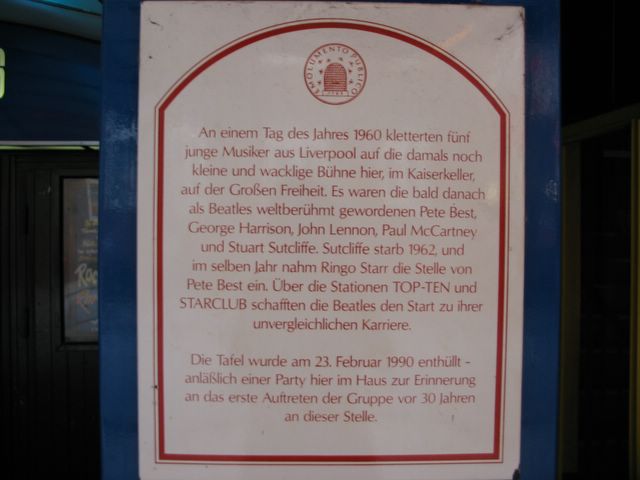 EMOLUMENTO PUBLICO
An einem Tag des Jahres 1960 kletterten fünf
junge Musiker aus Liverpool auf die damals noch
kleine und wacklige Bühne hier, im Kaiserkeller,
auf der Großen Freiheit. Es waren die bald danach
als Beatles weltberühmt gewordenen Pete Best,
George Harrison, John Lennon, Paul McCartney
und Stuart Sutcliffe. Sutcliffe starb 1962, und
im selben Jahr nahm Ringo Starr die Stelle von
Pete Best ein. Über die Stationen TOP-TEN und
STARCLUB schafften die Beatles den Start zu ihrer
unvergleichlichen Karriere.
Die Tafel wurde am 23. Februar 1990 enthüllt -
anläßlich einer Party hier im Haus zur Erinnerung
an das erste Auftreten der Gruppe vor 30 Jahren
an dieser Stelle.